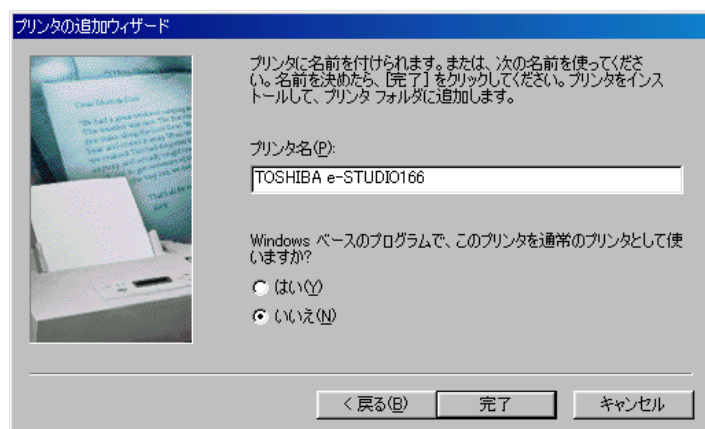 プリンタの追加ウィザード
プリンタに名前を付けられます。または、次の名前を使ってくださ
い。名前を決めたら、[完了] をクリックしてください。プリンタをインス
トールして、プリンタ フォルダに追加します。
プリンタ名(P):
TOSHIBA e-STUDIO166
Windows ベースのプログラムで、このプリンタを通常のプリンタとして使
いますか?
はい(Y)
いいえ(N)
< 戻る(B)
完了
キャンセル